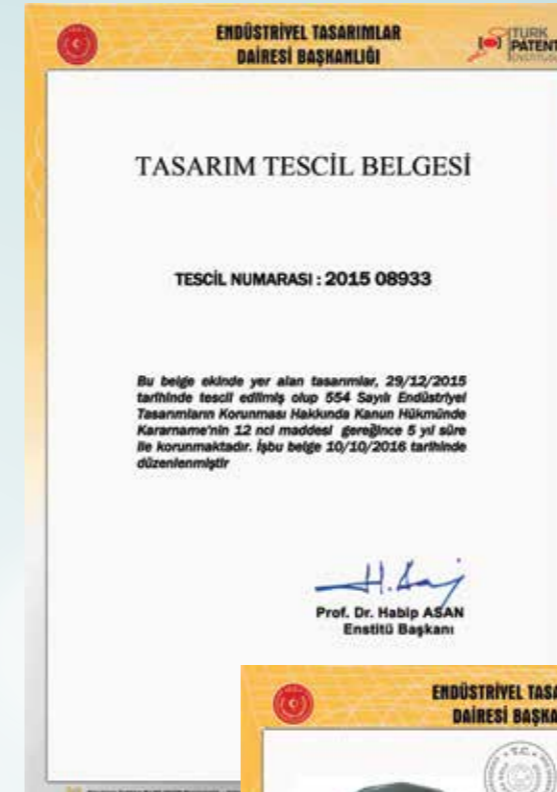 ENDÜSTRİYEL TASARIMLAR
DAİRESİ BAŞKANLIĞI
TÜRK
PATENT
TASARIM TESCİL BELGESİ
TESCİL NUMARASI : 2015 08933
Bu belge ekinde yer alan tasarımlar, 29/12/2015
tarihinde tescil edilmiş olup 554 Sayılı Endüstriyel
Tasarımların Korunması Hakkında Kanun Hükmünde
Kararname'nin 12 nci maddesi gereğince 5 yıl süre
ile korunmaktadır. İşbu belge 10/10/2016 tarihinde
düzenlenmiştir
Prof. Dr. Habip ASAN
Enstitü Başkanı
ENDÜSTRİYEL TASA
DAİRESİ BAŞKA
T.C.